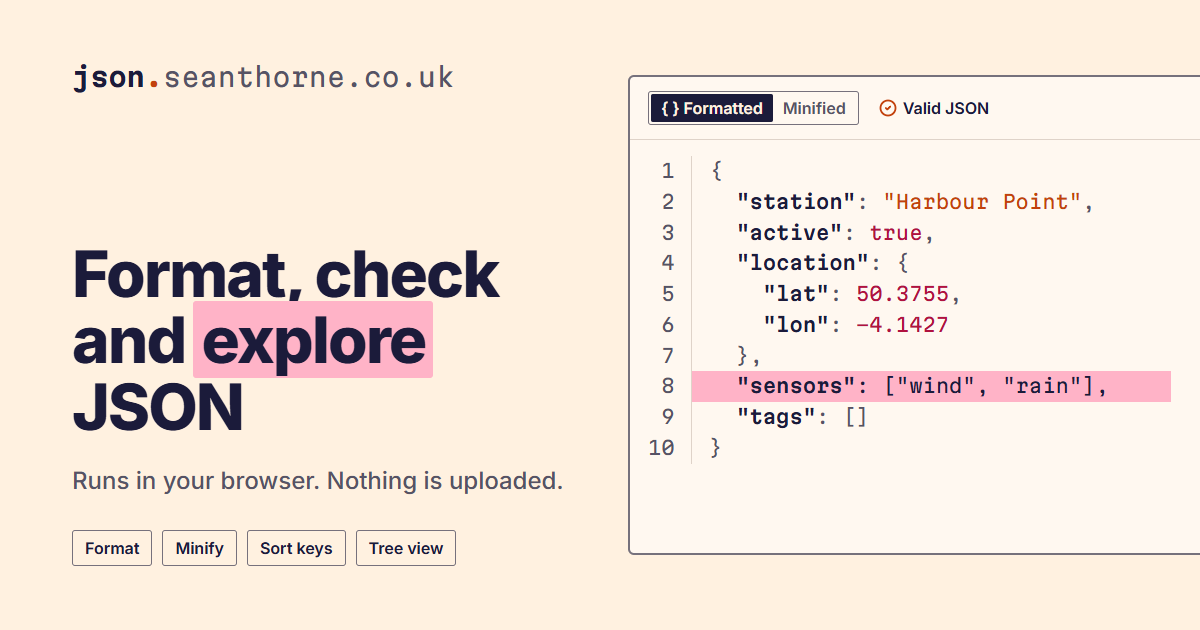 json.seanthorne.co.uk
Format, check
and explore
JSON
Runs in your browser. Nothing is uploaded.
Format Minify Sort keys Tree view
{ } Formatted Minified Valid JSON
1 {
2 "station": "Harbour Point",
3 "active": true,
4 "location": {
5 "lat": 50.3755,
6 "lon": -4.1427
7 },
8 "sensors": ["wind", "rain"],
9 "tags": []
10 }